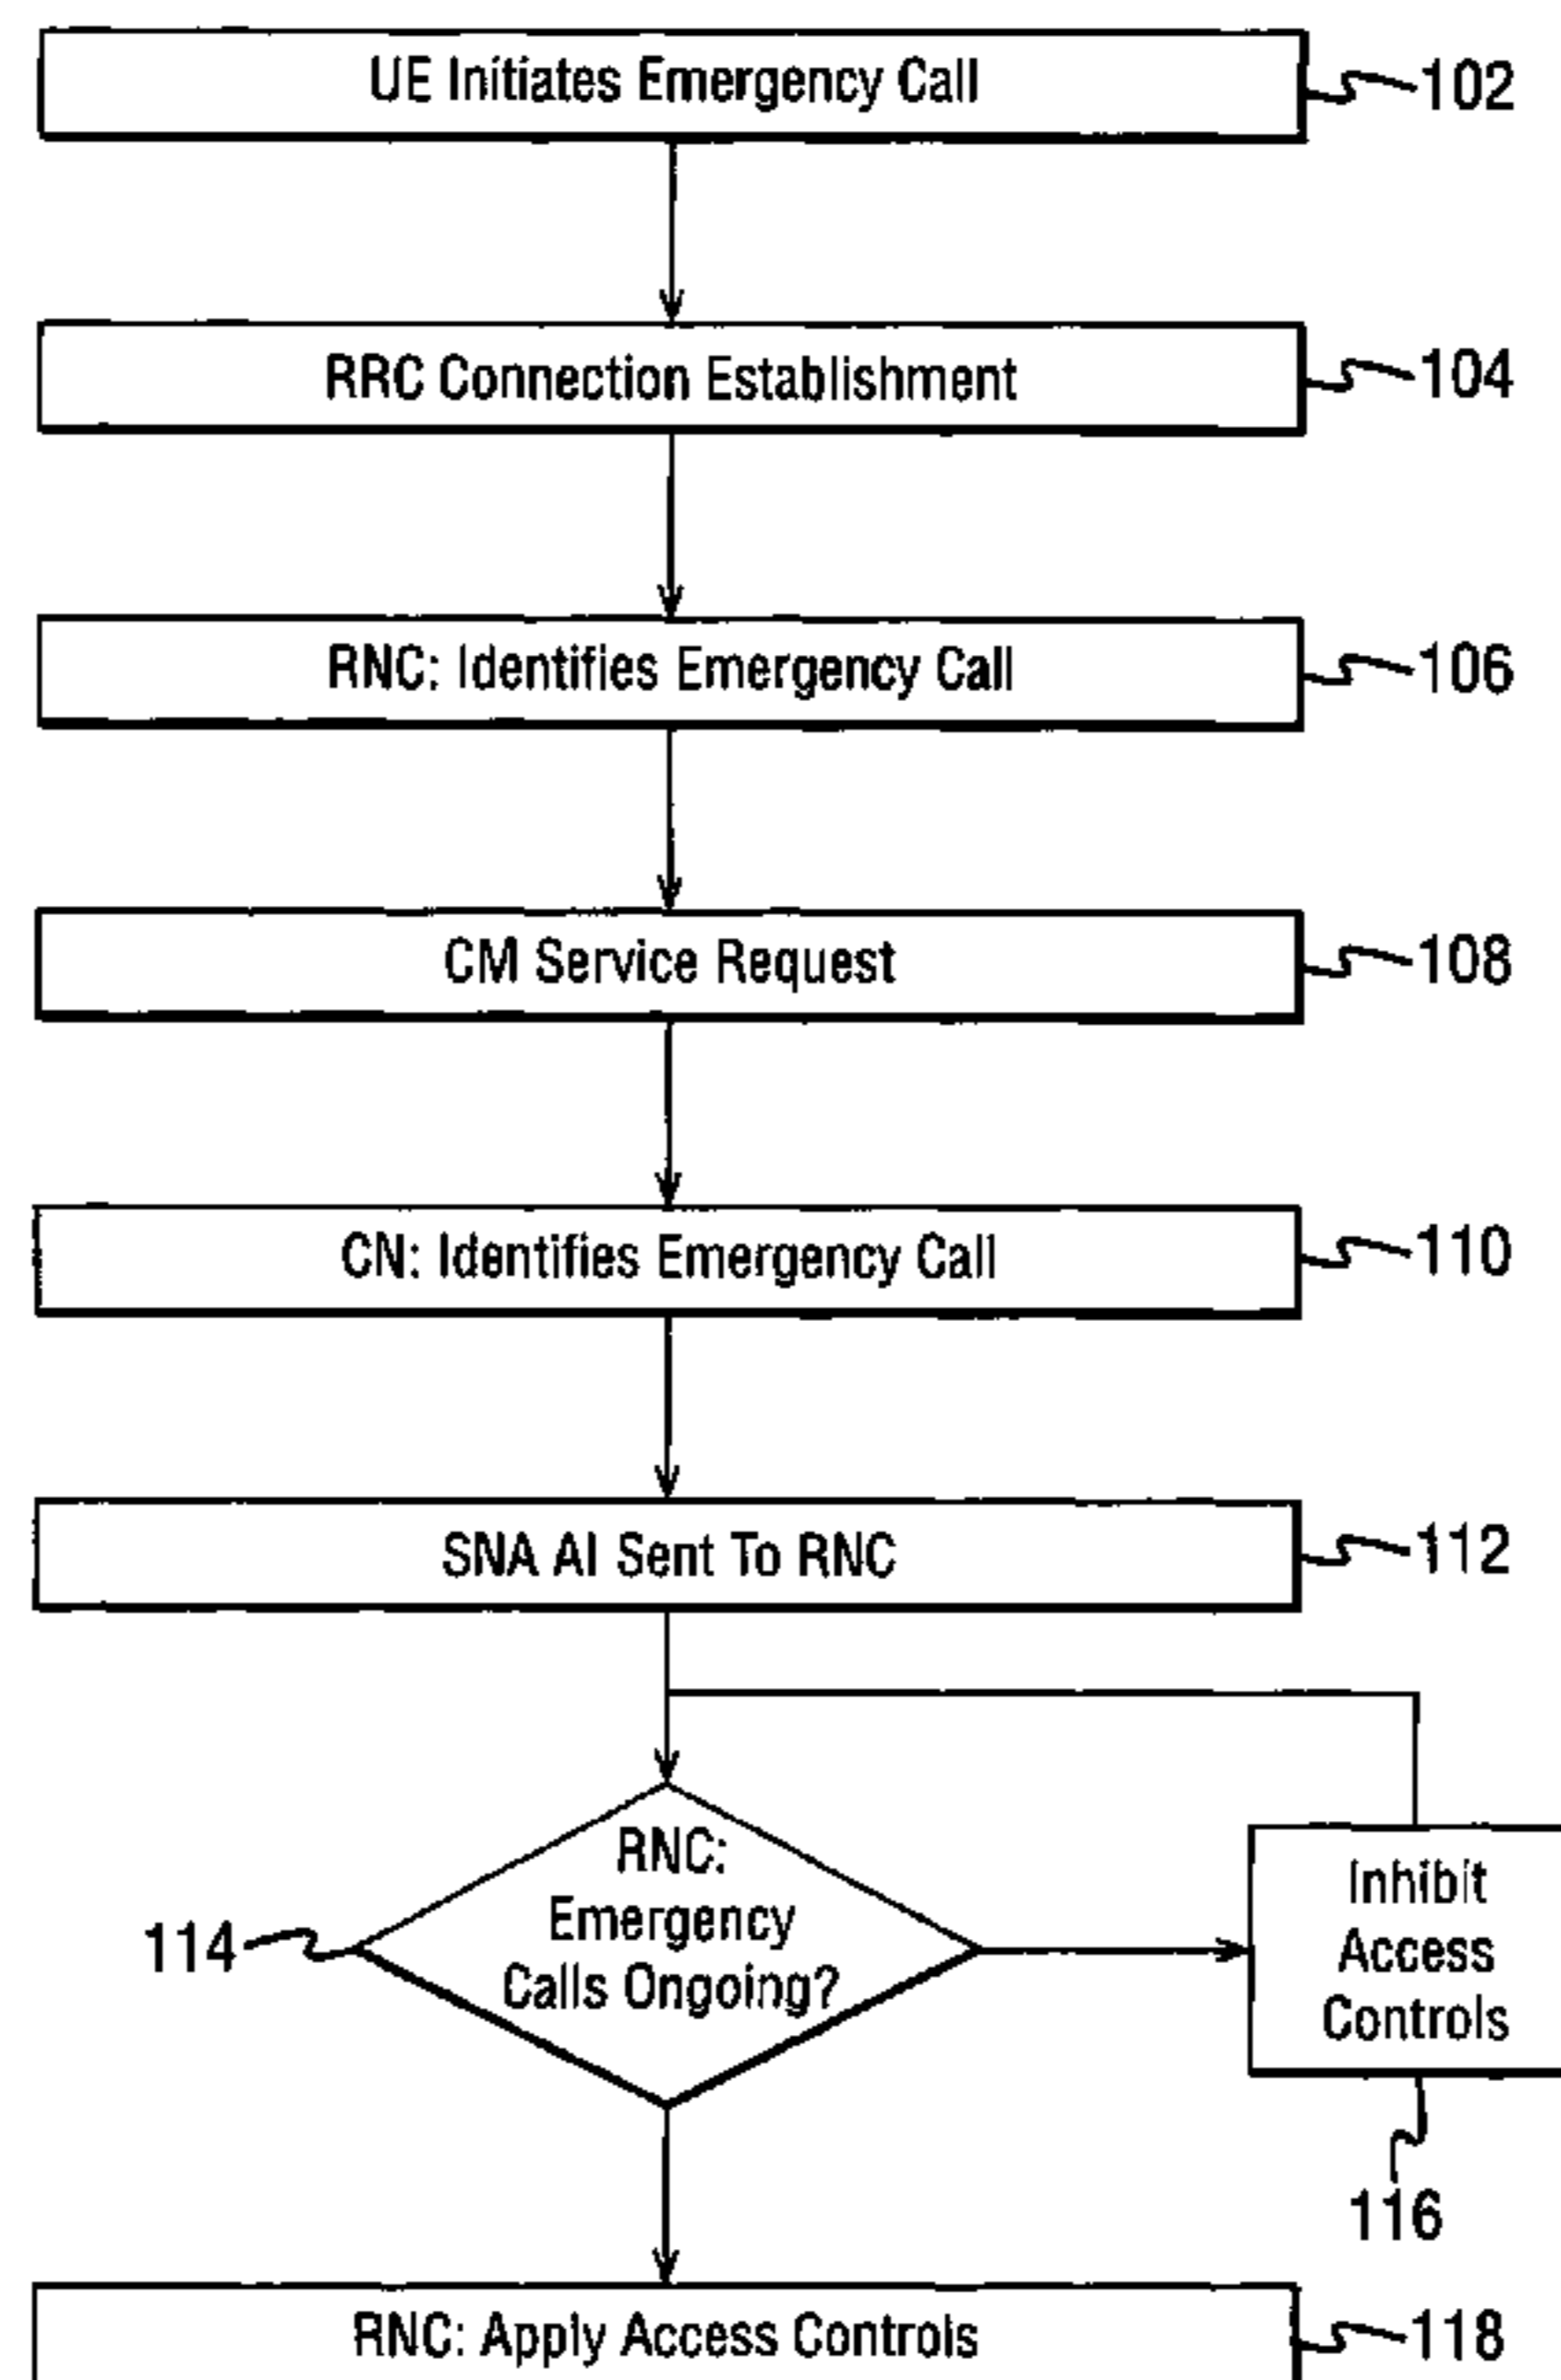 UE Initiates Emergency Call
102
RRC Connection Establishment
104
RNC: Identifies Emergency Call
106
CM Service Request
108
CN: Identifies Emergency Call
110
SNA AI Sent To RNC
112
RNC:
Emergency
Calls Ongoing?
114
Inhibit
Access
Controls
116
RNC: Apply Access Controls
118